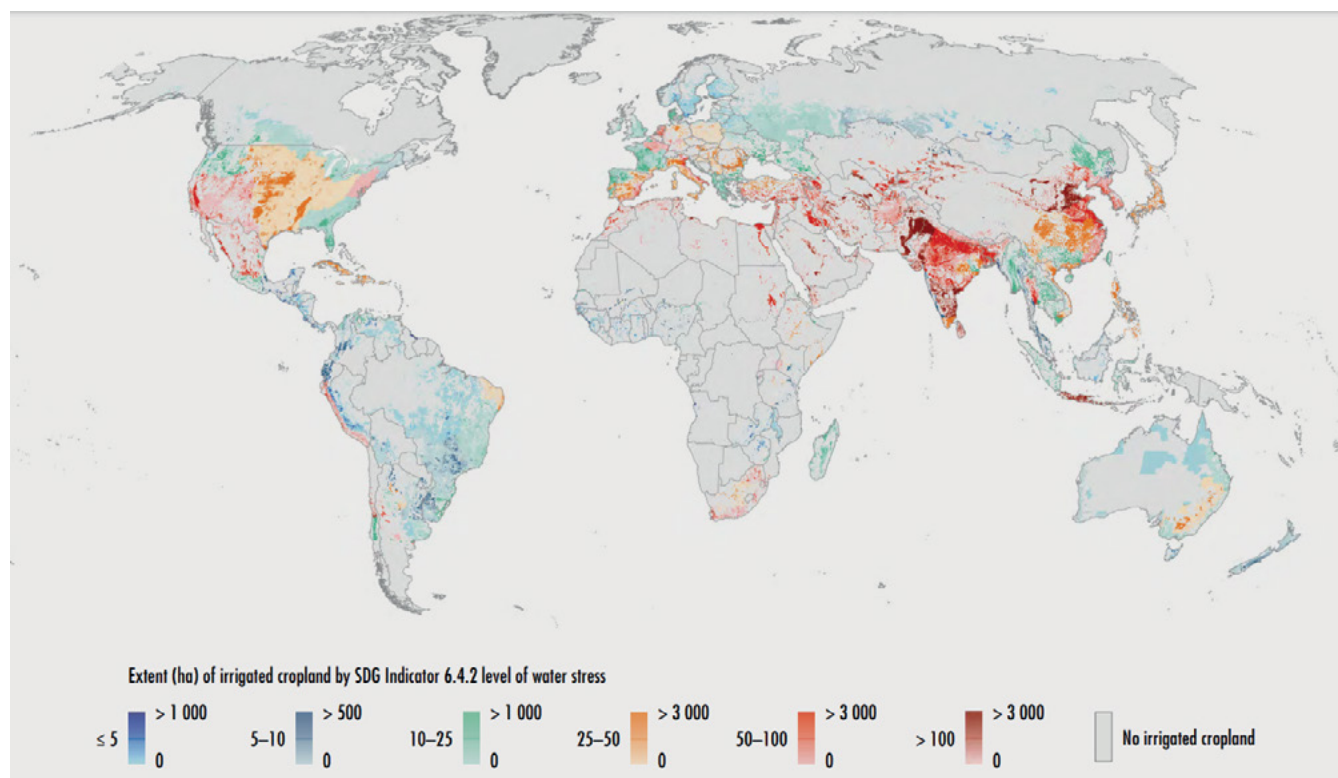 Extent (ha) of irrigated cropland by SDG Indicator 6.4.2 level of water stress
> 1 000 > 500 > 1 000 > 3 000 > 3 000 > 3 000
≤ 5 5–10 10–25 25–50 50–100 > 100 No irrigated cropland
0 0 0 0 0 0